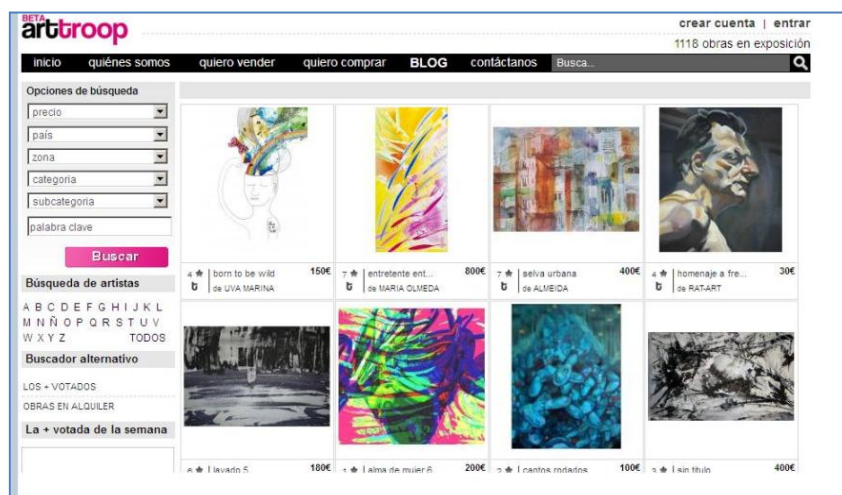 BETA
arttroop
crear cuenta | entrar
1118 obras en exposición
inicio quiénes somos quiero vender quiero comprar BLOG contáctanos Busca...
Opciones de búsqueda
precio
país
zona
categoria
subcategoria
palabra clave
Buscar
Búsqueda de artistas
A B C D E F G H I J K L
M N Ñ O P Q R S T U V
W X Y Z TODOS
Buscador alternativo
LOS + VOTADOS
OBRAS EN ALQUILER
La + votada de la semana
4 ★ | born to be wild 150€
de UVA MARINA
7 ★ | entretente ent... 800€
de MARIA OLMEDA
7 ★ | selva urbana 400€
de ALMEIDA
4 ★ | homenaje a fre... 30€
de RAT-ART
6 ★ | lavado 5 180€
1 ★ | alma de mujer 6 200€
2 ★ | cantos rodados 100€
3 ★ | sin titulo 400€